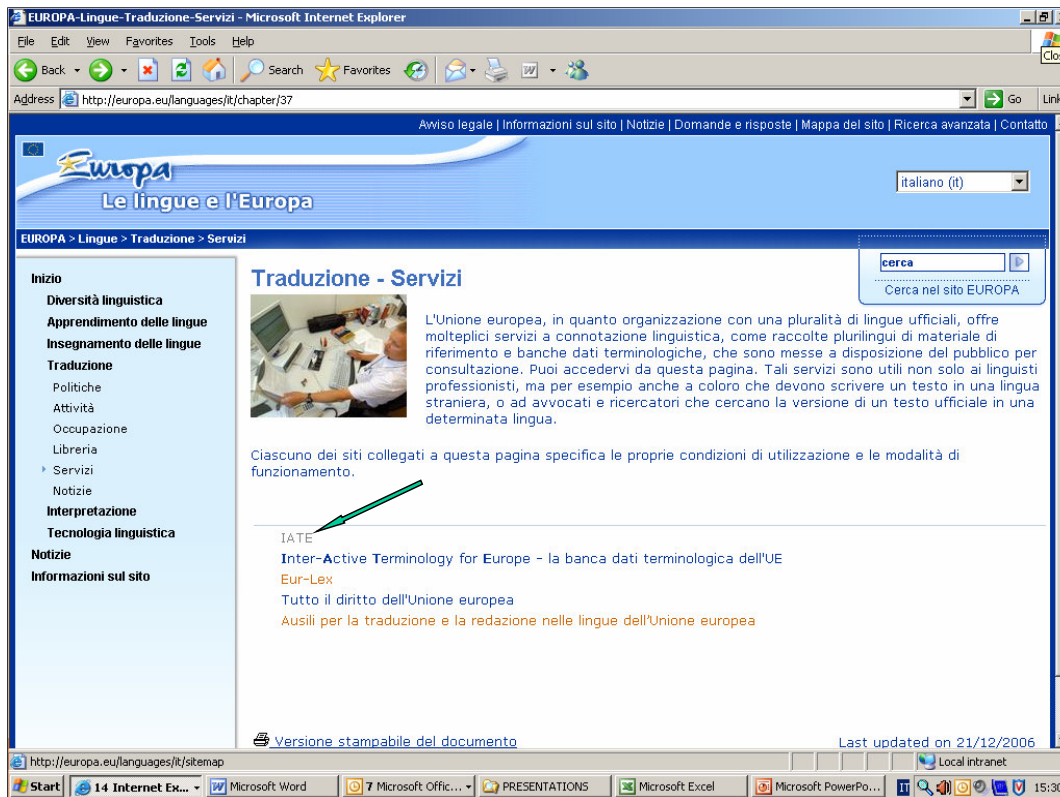 EUROPA-Lingue-Traduzione-Servizi - Microsoft Internet Explorer
File Edit View Favorites Tools Help
Back Search Favorites
Address http://europa.eu/languages/it/chapter/37 Go
Avviso legale | Informazioni sul sito | Notizie | Domande e risposte | Mappa del sito | Ricerca avanzata | Contatto
Europa
Le lingue e l'Europa
italiano (it)
EUROPA > Lingue > Traduzione > Servizi
cerca
Cerca nel sito EUROPA
Inizio
Diversità linguistica
Apprendimento delle lingue
Insegnamento delle lingue
Traduzione
Politiche
Attività
Occupazione
Libreria
Servizi
Notizie
Interpretazione
Tecnologia linguistica
Notizie
Informazioni sul sito
Traduzione - Servizi
L'Unione europea, in quanto organizzazione con una pluralità di lingue ufficiali, offre
molteplici servizi a connotazione linguistica, come raccolte plurilingui di materiale di
riferimento e banche dati terminologiche, che sono messe a disposizione del pubblico per
consultazione. Puoi accedervi da questa pagina. Tali servizi sono utili non solo ai linguisti
professionisti, ma per esempio anche a coloro che devono scrivere un testo in una lingua
straniera, o ad avvocati e ricercatori che cercano la versione di un testo ufficiale in una
determinata lingua.
Ciascuno dei siti collegati a questa pagina specifica le proprie condizioni di utilizzazione e le modalità di
funzionamento.
IATE
Inter-Active Terminology for Europe - la banca dati terminologica dell'UE
Eur-Lex
Tutto il diritto dell'Unione europea
Ausili per la traduzione e la redazione nelle lingue dell'Unione europea
Versione stampabile del documento
Last updated on 21/12/2006
http://europa.eu/languages/it/sitemap Local intranet
Start 14 Internet Ex... Microsoft Word 7 Microsoft Offic... PRESENTATIONS Microsoft Excel Microsoft PowerPo... IT